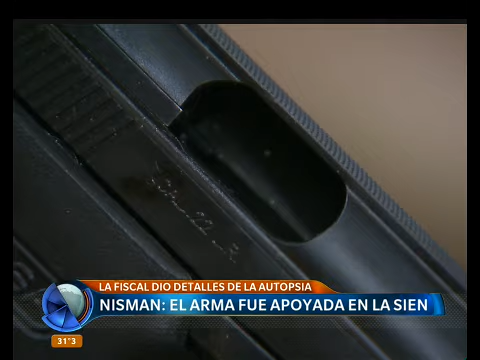 LA FISCAL DIO DETALLES DE LA AUTOPSIA
NISMAN: EL ARMA FUE APOYADA EN LA SIEN
31°3